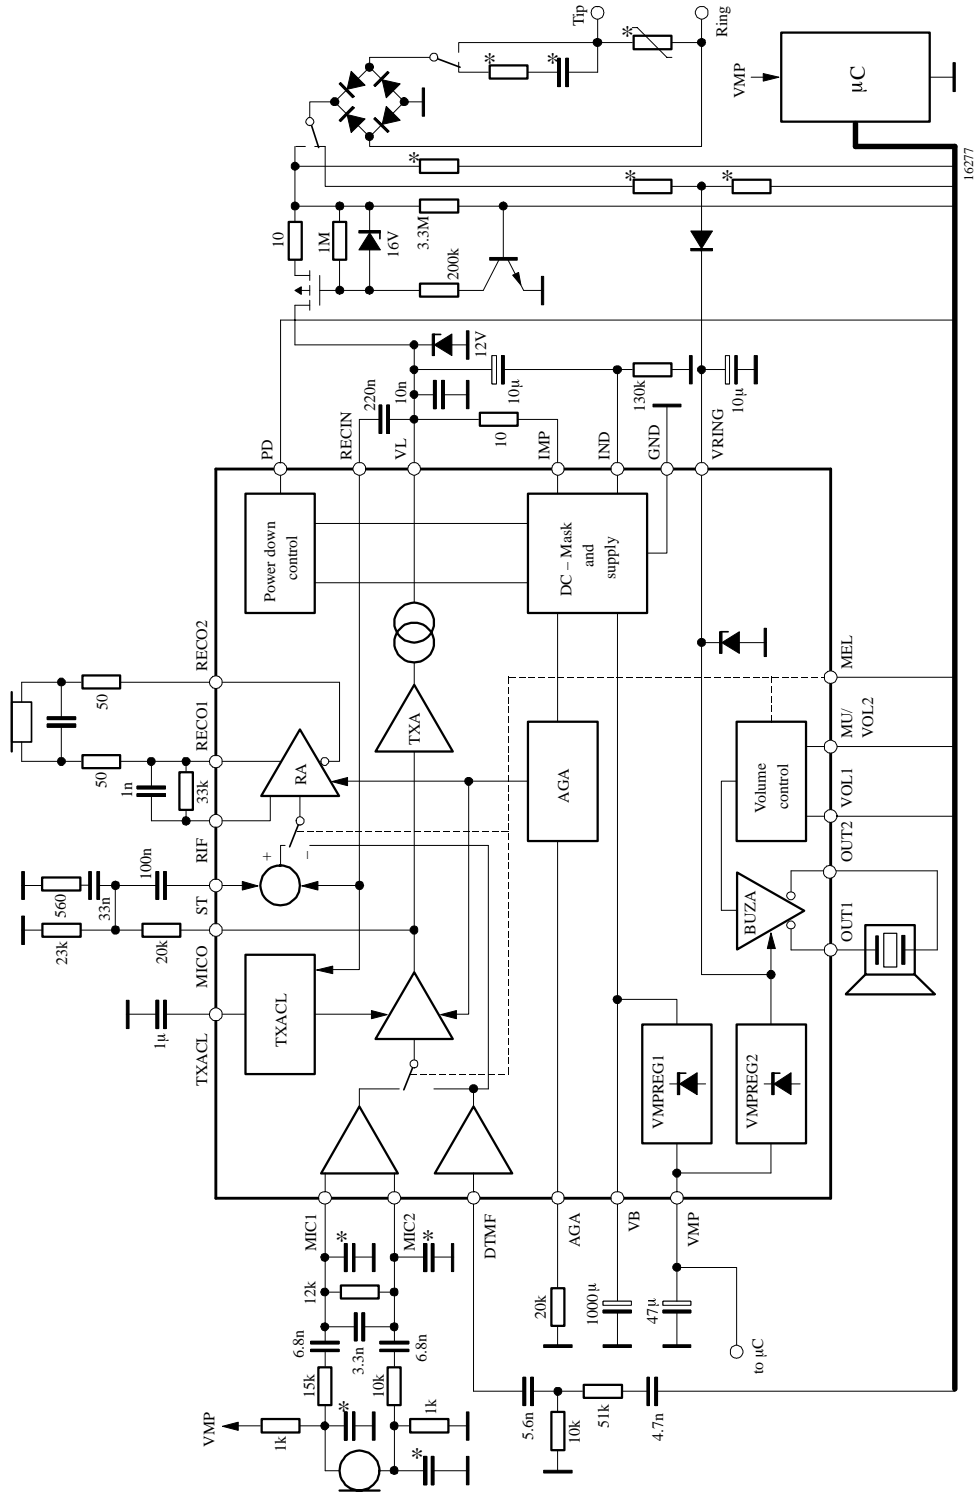 Tip
Ring
VMP
µC
16277
10
1M
16V
3.3M
200k
12V
220n
10n
10µ
10
130k
10µ
PD
RECIN
VL
IMP
IND
GND
VRING
Power down
control
DC – Mask
and
supply
RECO2
50
RECO1
50
1n
33k
RIF
ST
100n
33n
560
23k
20k
MICO
TXACL
1µ
RA
TXA
+
−
AGA
TXACL
Volume
control
MEL
MU/
VOL2
VOL1
OUT2
OUT1
BUZA
VMPREG1
VMPREG2
MIC1
MIC2
DTMF
AGA
VB
VMP
*
*
12k
6.8n
3.3n
6.8n
15k
10k
VMP
1k
*
1k
*
20k
1000µ
47µ
to µC
5.6n
10k
51k
4.7n
*
*
*
*
*
*